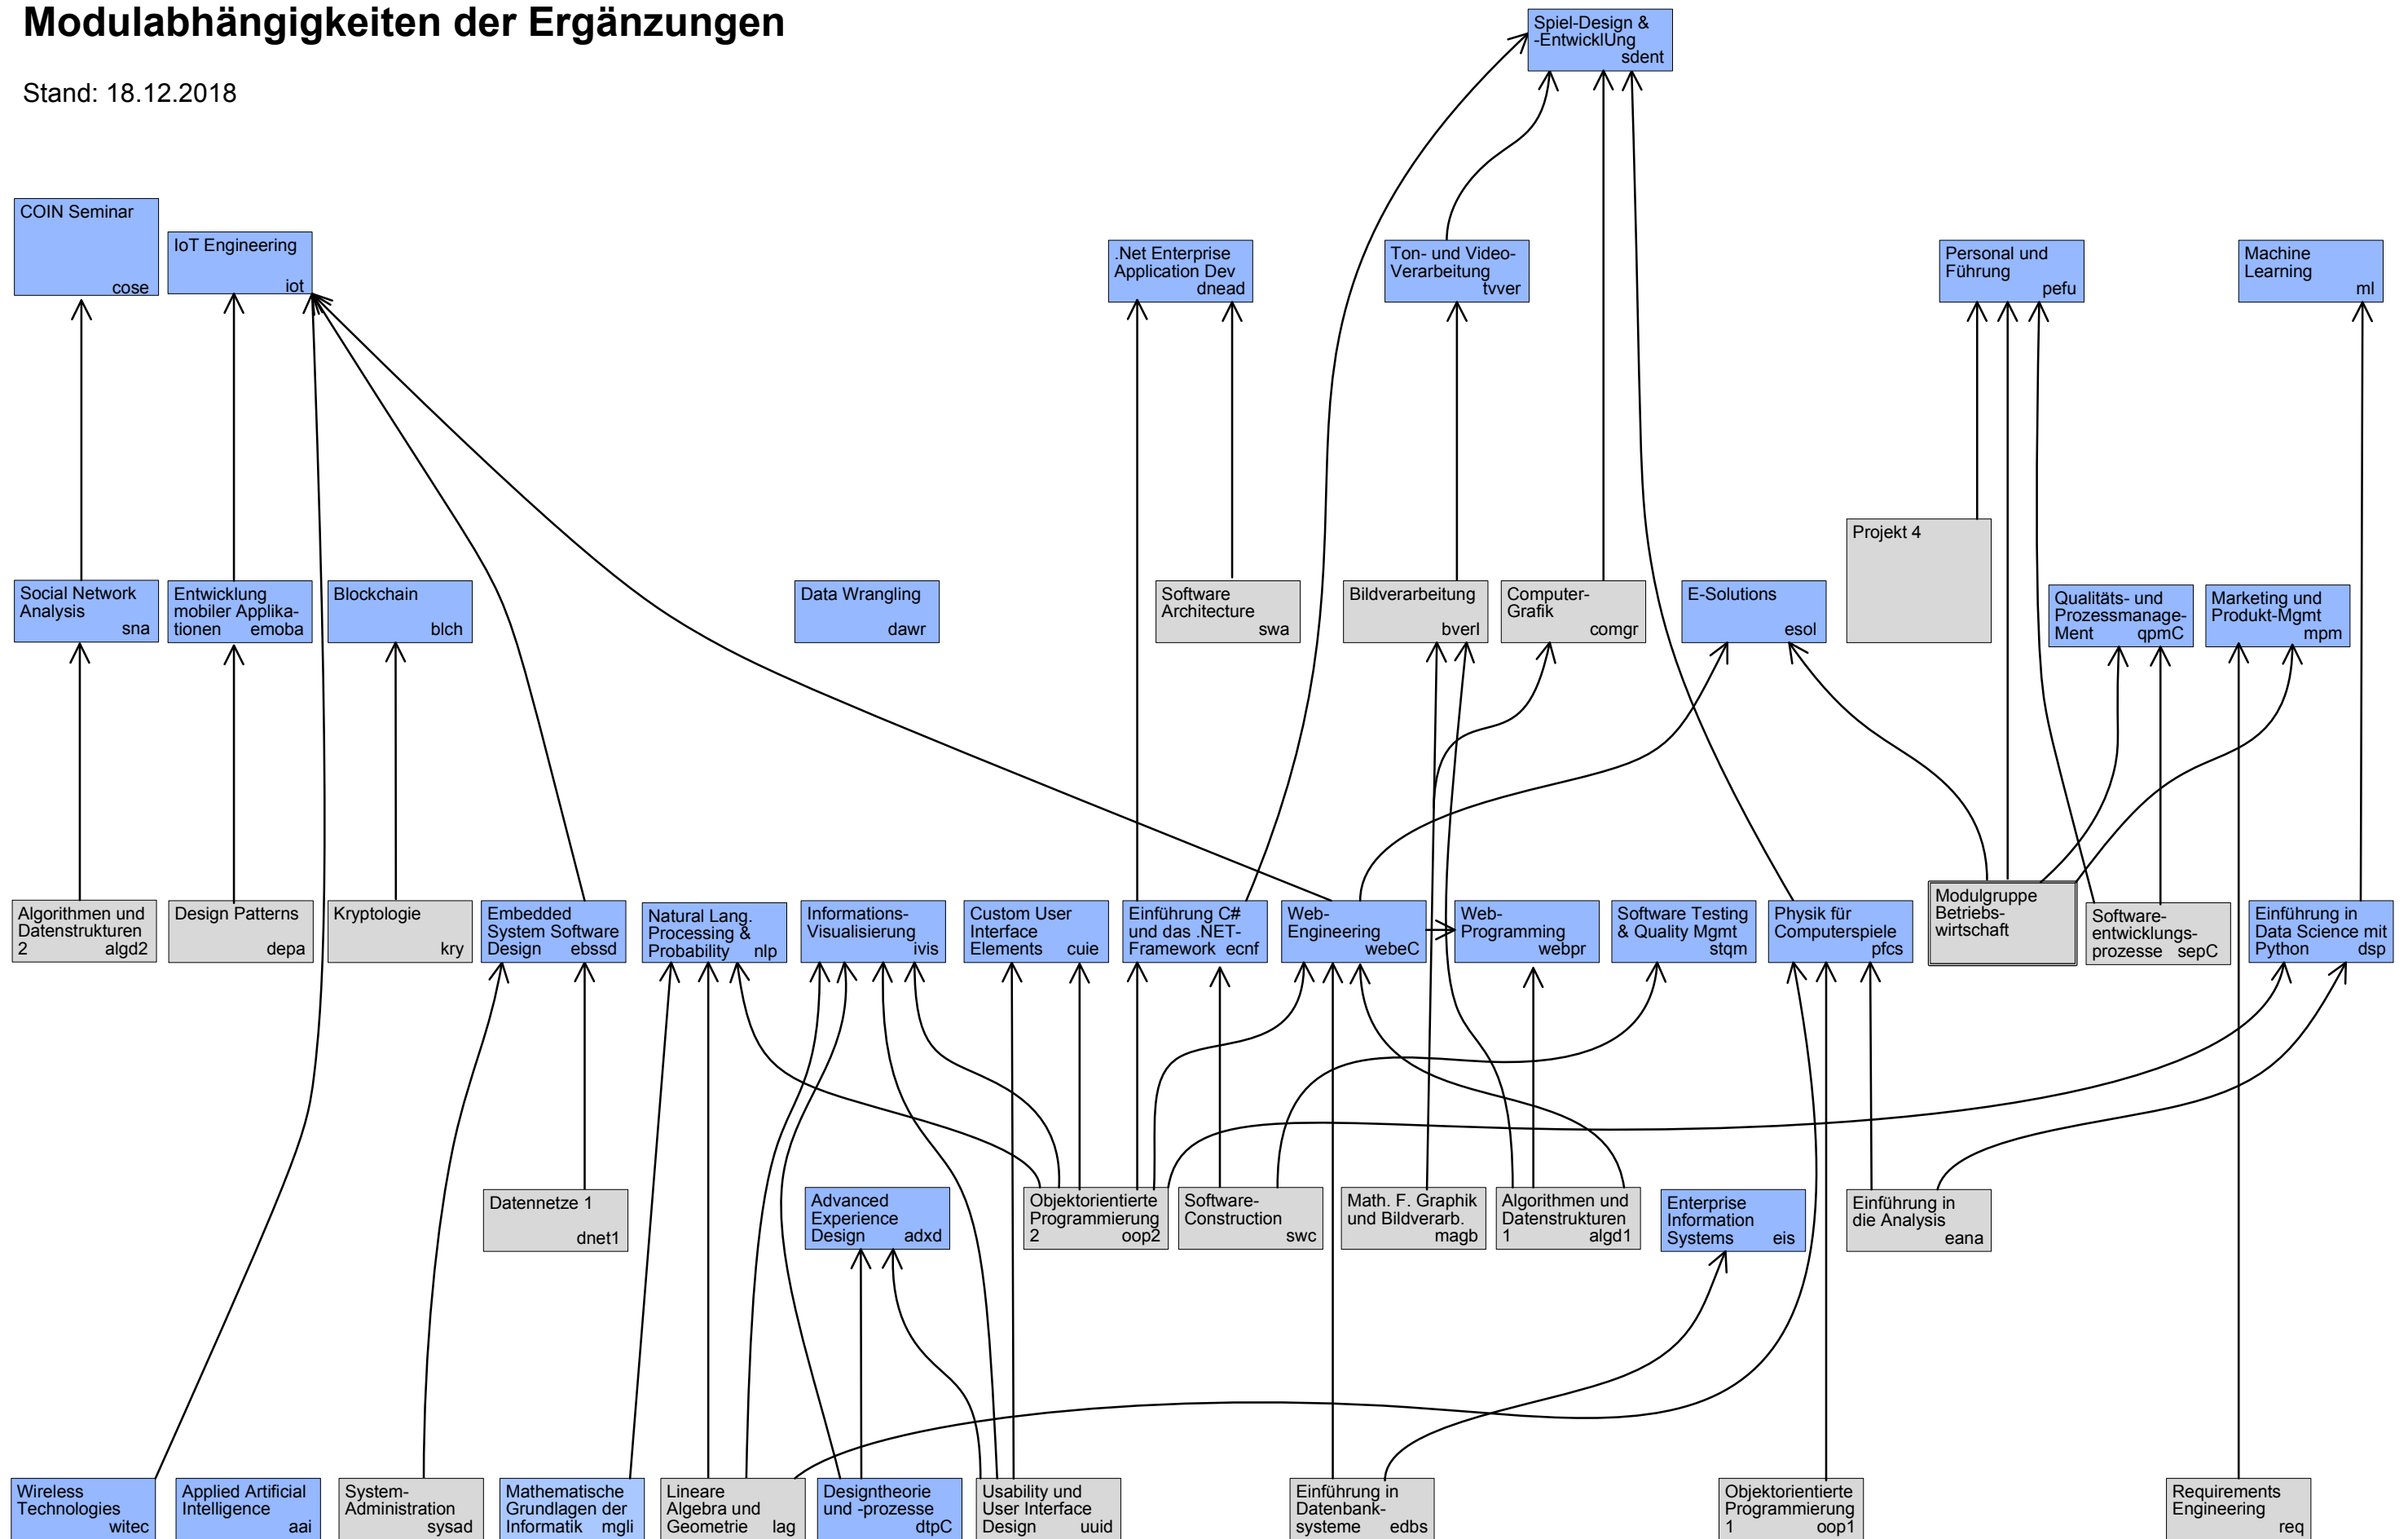 Modulabhängigkeiten der Ergänzungen
Stand: 18.12.2018
Spiel-Design &
-EntwicklUng
sdent
COIN Seminar
cose
IoT Engineering
iot
.Net Enterprise
Application Dev
dnead
Ton- und Video-
Verarbeitung
tvver
Personal und
Führung
pefu
Machine
Learning
ml
Projekt 4
Social Network
Analysis
sna
Entwicklung
mobiler Applika-
tionen emoba
Blockchain
blch
Data Wrangling
dawr
Software
Architecture
swa
Bildverarbeitung
bverI
Computer-
Grafik
comgr
E-Solutions
esol
Qualitäts- und
Prozessmanage-
Ment qpmC
Marketing und
Produkt-Mgmt
mpm
Algorithmen und
Datenstrukturen
2 algd2
Design Patterns
depa
Kryptologie
kry
Embedded
System Software
Design ebssd
Natural Lang.
Processing &
Probability nlp
Informations-
Visualisierung
ivis
Custom User
Interface
Elements cuie
Einführung C#
und das .NET-
Framework ecnf
Web-
Engineering
webeC
Web-
Programming
webpr
Software Testing
& Quality Mgmt
stqm
Physik für
Computerspiele
pfcs
Modulgruppe
Betriebs-
wirtschaft
Software-
entwicklungs-
prozesse sepC
Einführung in
Data Science mit
Python dsp
Datennetze 1
dnet1
Advanced
Experience
Design adxd
Objektorientierte
Programmierung
2 oop2
Software-
Construction
swc
Math. F. Graphik
und Bildverarb.
magb
Algorithmen und
Datenstrukturen
1 algd1
Enterprise
Information
Systems eis
Einführung in
die Analysis
eana
Wireless
Technologies
witec
Applied Artificial
Intelligence
aai
System-
Administration
sysad
Mathematische
Grundlagen der
Informatik mgli
Lineare
Algebra und
Geometrie lag
Designtheorie
und -prozesse
dtpC
Usability und
User Interface
Design uuid
Einführung in
Datenbank-
systeme edbs
Objektorientierte
Programmierung
1 oop1
Requirements
Engineering
req